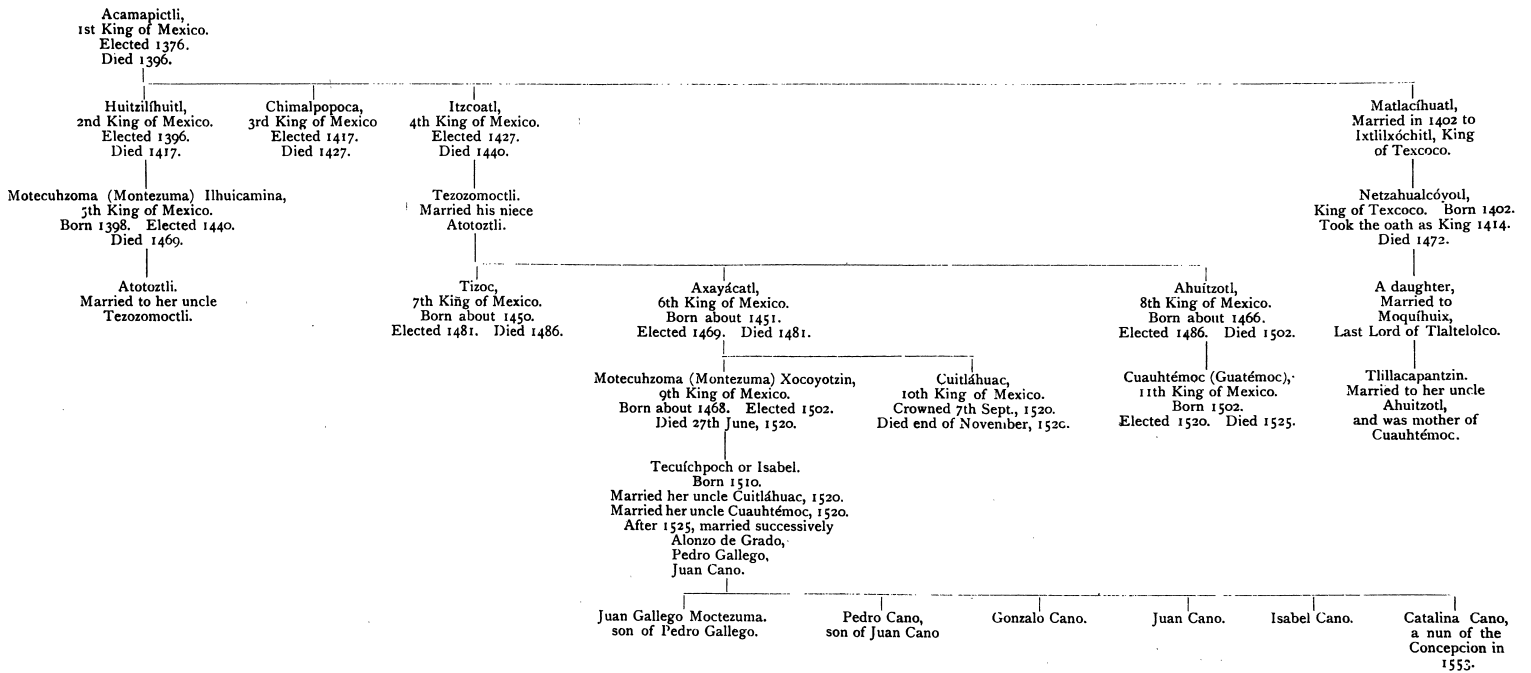 Acamapictli,
1st King of Mexico.
Elected 1376.
Died 1396.
Huitzilíhuitl,
2nd King of Mexico.
Elected 1396.
Died 1417.
Chimalpopoca,
3rd King of Mexico
Elected 1417.
Died 1427.
Itzcoatl,
4th King of Mexico.
Elected 1427.
Died 1440.
Matlacíhuatl,
Married in 1402 to
Ixtlilxóchitl, King
of Texcoco.
Motecuhzoma (Montezuma) Ilhuicamina,
5th King of Mexico.
Born 1398. Elected 1440.
Died 1469.
Tezozomoctli.
Married his niece
Atotoztli.
Netzahualcóyotl,
King of Texcoco. Born 1402.
Took the oath as King 1414.
Died 1472.
Atotoztli.
Married to her uncle
Tezozomoctli.
Tizoc,
7th King of Mexico.
Born about 1450.
Elected 1481. Died 1486.
Axayácatl,
6th King of Mexico.
Born about 1451.
Elected 1469. Died 1481.
Ahuitzotl,
8th King of Mexico.
Born about 1466.
Elected 1486. Died 1502.
A daughter,
Married to
Moquíhuix,
Last Lord of Tlaltelolco.
Motecuhzoma (Montezuma) Xocoyotzin,
9th King of Mexico.
Born about 1468. Elected 1502.
Died 27th June, 1520.
Cuitláhuac,
10th King of Mexico.
Crowned 7th Sept., 1520.
Died end of November, 1520.
Cuauhtémoc (Guatémoc),
11th King of Mexico.
Born 1502.
Elected 1520. Died 1525.
Tlillacapantzin.
Married to her uncle
Ahuitzotl,
and was mother of
Cuauhtémoc.
Tecuíchpoch or Isabel.
Born 1510.
Married her uncle Cuitláhuac, 1520.
Married her uncle Cuauhtémoc, 1520.
After 1525, married successively
Alonzo de Grado,
Pedro Gallego,
Juan Cano.
Juan Gallego Moctezuma.
son of Pedro Gallego.
Pedro Cano,
son of Juan Cano
Gonzalo Cano.
Juan Cano.
Isabel Cano.
Catalina Cano,
a nun of the
Concepcion in
1553.